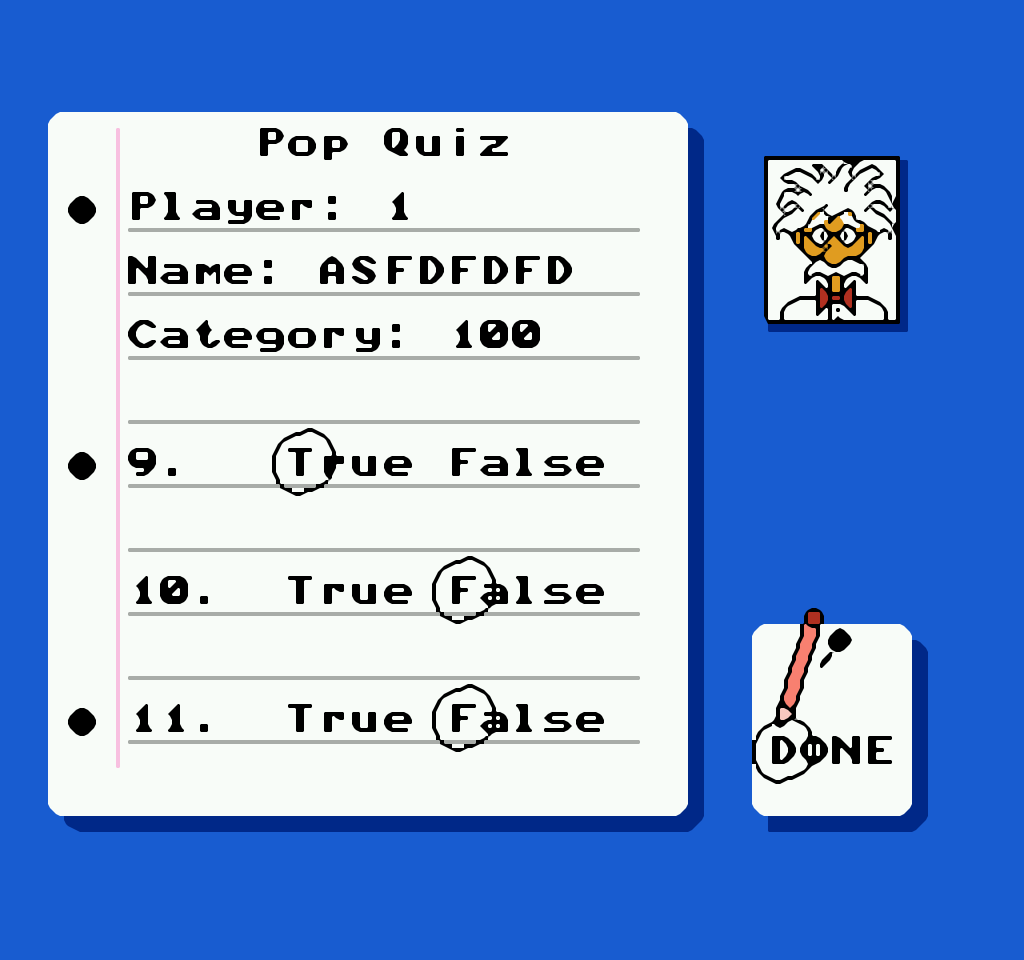 Pop Quiz
Player: 1
Name: ASFDFDFD
Category: 100
9. True False
10. True False
11. True False
DONE